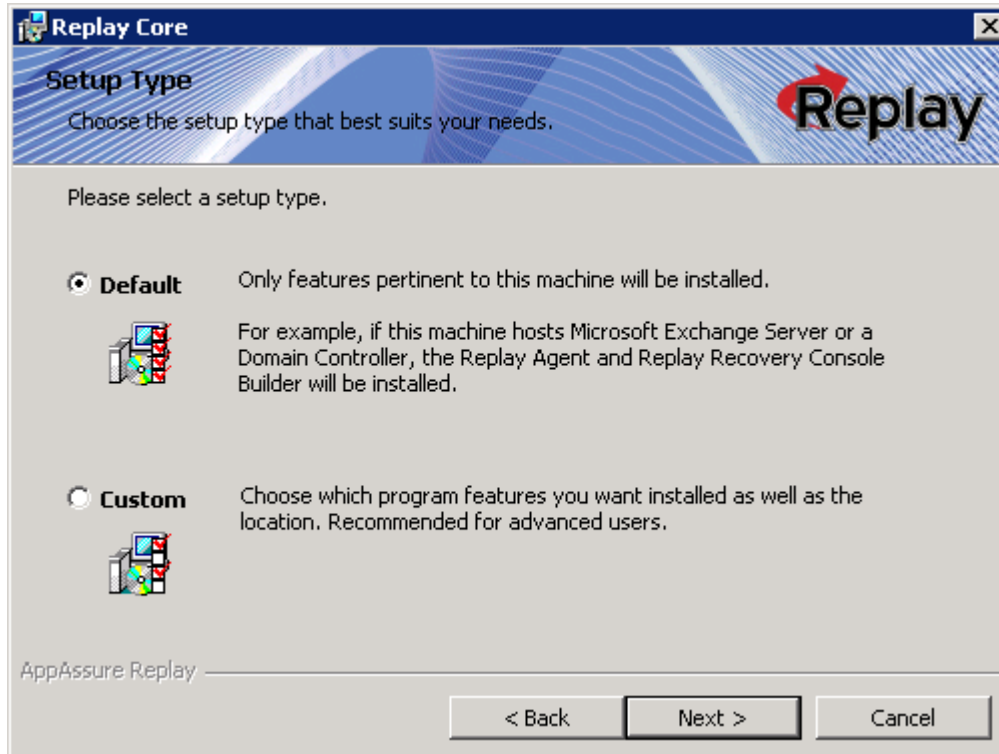 Replay Core
Setup Type
Choose the setup type that best suits your needs.
Replay
Please select a setup type.
Default
Only features pertinent to this machine will be installed.
For example, if this machine hosts Microsoft Exchange Server or a
Domain Controller, the Replay Agent and Replay Recovery Console
Builder will be installed.
Custom
Choose which program features you want installed as well as the
location. Recommended for advanced users.
AppAssure Replay
< Back
Next >
Cancel